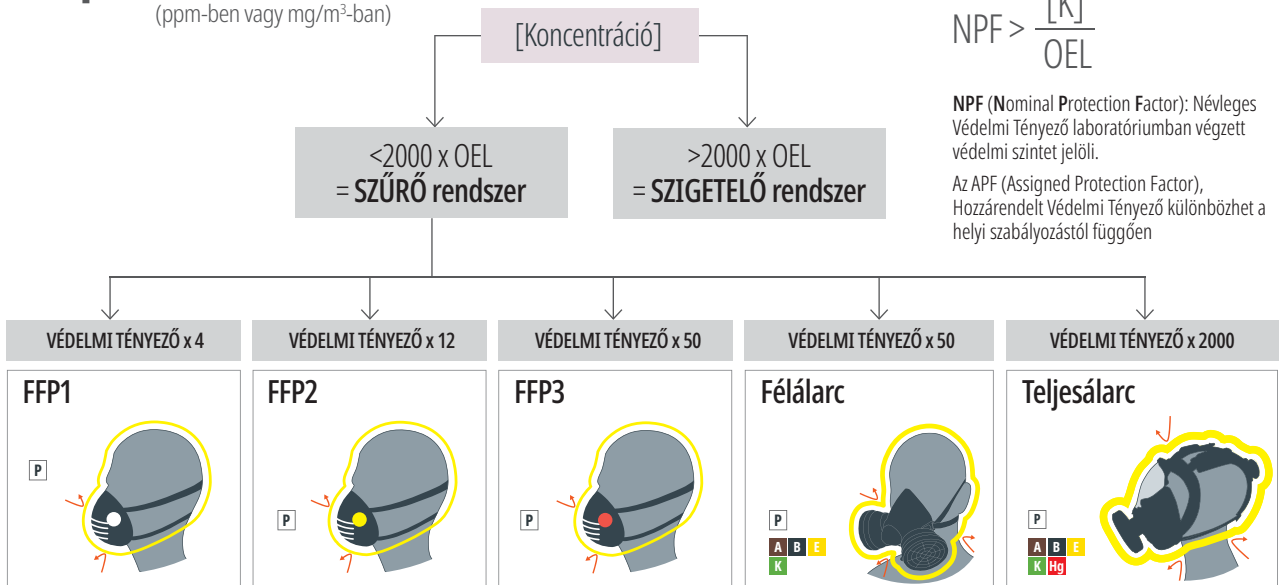 (ppm-ben vagy mg/m³-ban)
[Koncentráció]
NPF > [K]
OEL
<2000 x OEL
= SZŰRŐ rendszer
>2000 x OEL
= SZIGETELŐ rendszer
NPF (Nominal Protection Factor): Névleges
Védelmi Tényező laboratóriumban végzett
védelmi szintet jelöli.
Az APF (Assigned Protection Factor),
Hozzárendelt Védelmi Tényező különbözhet a
helyi szabályozástól függően
VÉDELMI TÉNYEZŐ x 4
VÉDELMI TÉNYEZŐ x 12
VÉDELMI TÉNYEZŐ x 50
VÉDELMI TÉNYEZŐ x 50
VÉDELMI TÉNYEZŐ x 2000
FFP1
P
FFP2
P
FFP3
P
Félálarc
P
A B E
K
Teljesálarc
P
A B E
K Hg